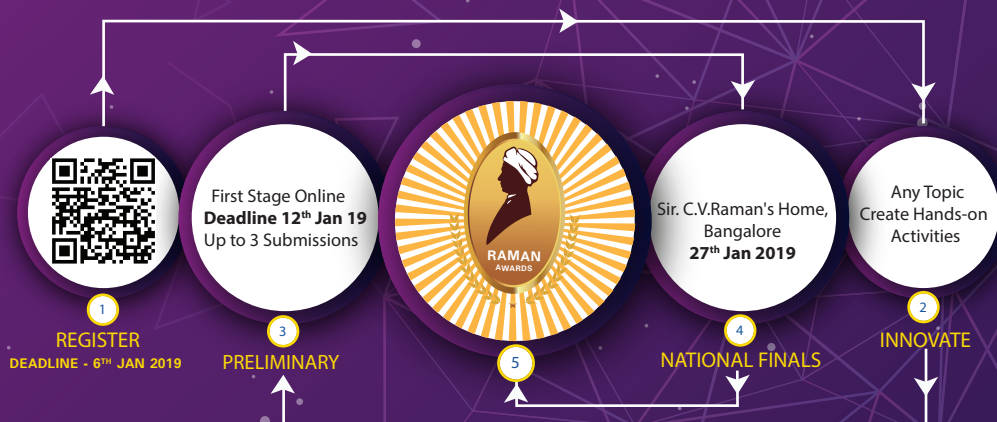 First Stage Online
Deadline 12th Jan 19
Up to 3 Submissions
RAMAN
AWARDS
Sir. C.V.Raman's Home,
Bangalore
27th Jan 2019
Any Topic
Create Hands-on
Activities
1
REGISTER
DEADLINE - 6TH JAN 2019
3
PRELIMINARY
5
4
NATIONAL FINALS
2
INNOVATE